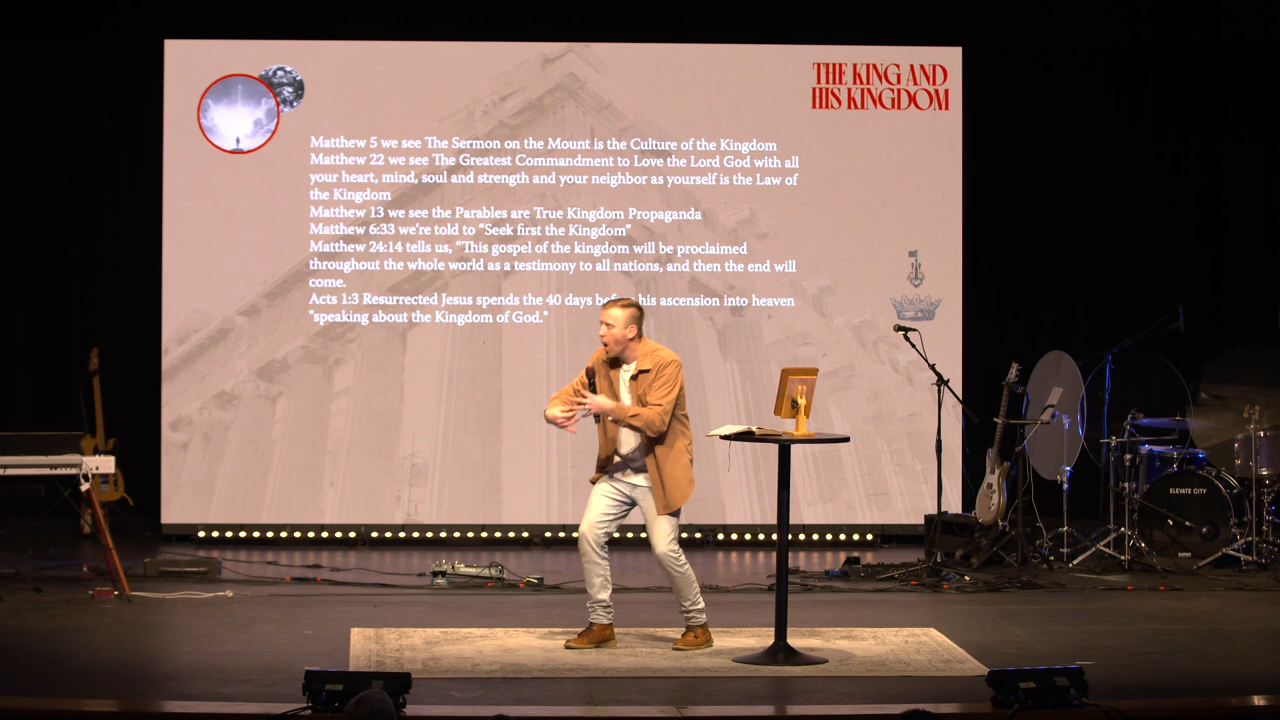 THE KING AND
HIS KINGDOM
Matthew 5 we see The Sermon on the Mount is the Culture of the Kingdom
Matthew 22 we see The Greatest Commandment to Love the Lord God with all
your heart, mind, soul and strength and your neighbor as yourself is the Law of
the Kingdom
Matthew 13 we see the Parables are True Kingdom Propaganda
Matthew 6:33 we're told to “Seek first the Kingdom”
Matthew 24:14 tells us, “This gospel of the kingdom will be proclaimed
throughout the whole world as a testimony to all nations, and then the end will
come.
Acts 1:3 Resurrected Jesus spends the 40 days before his ascension into heaven
"speaking about the Kingdom of God."
ELEVATE CITY